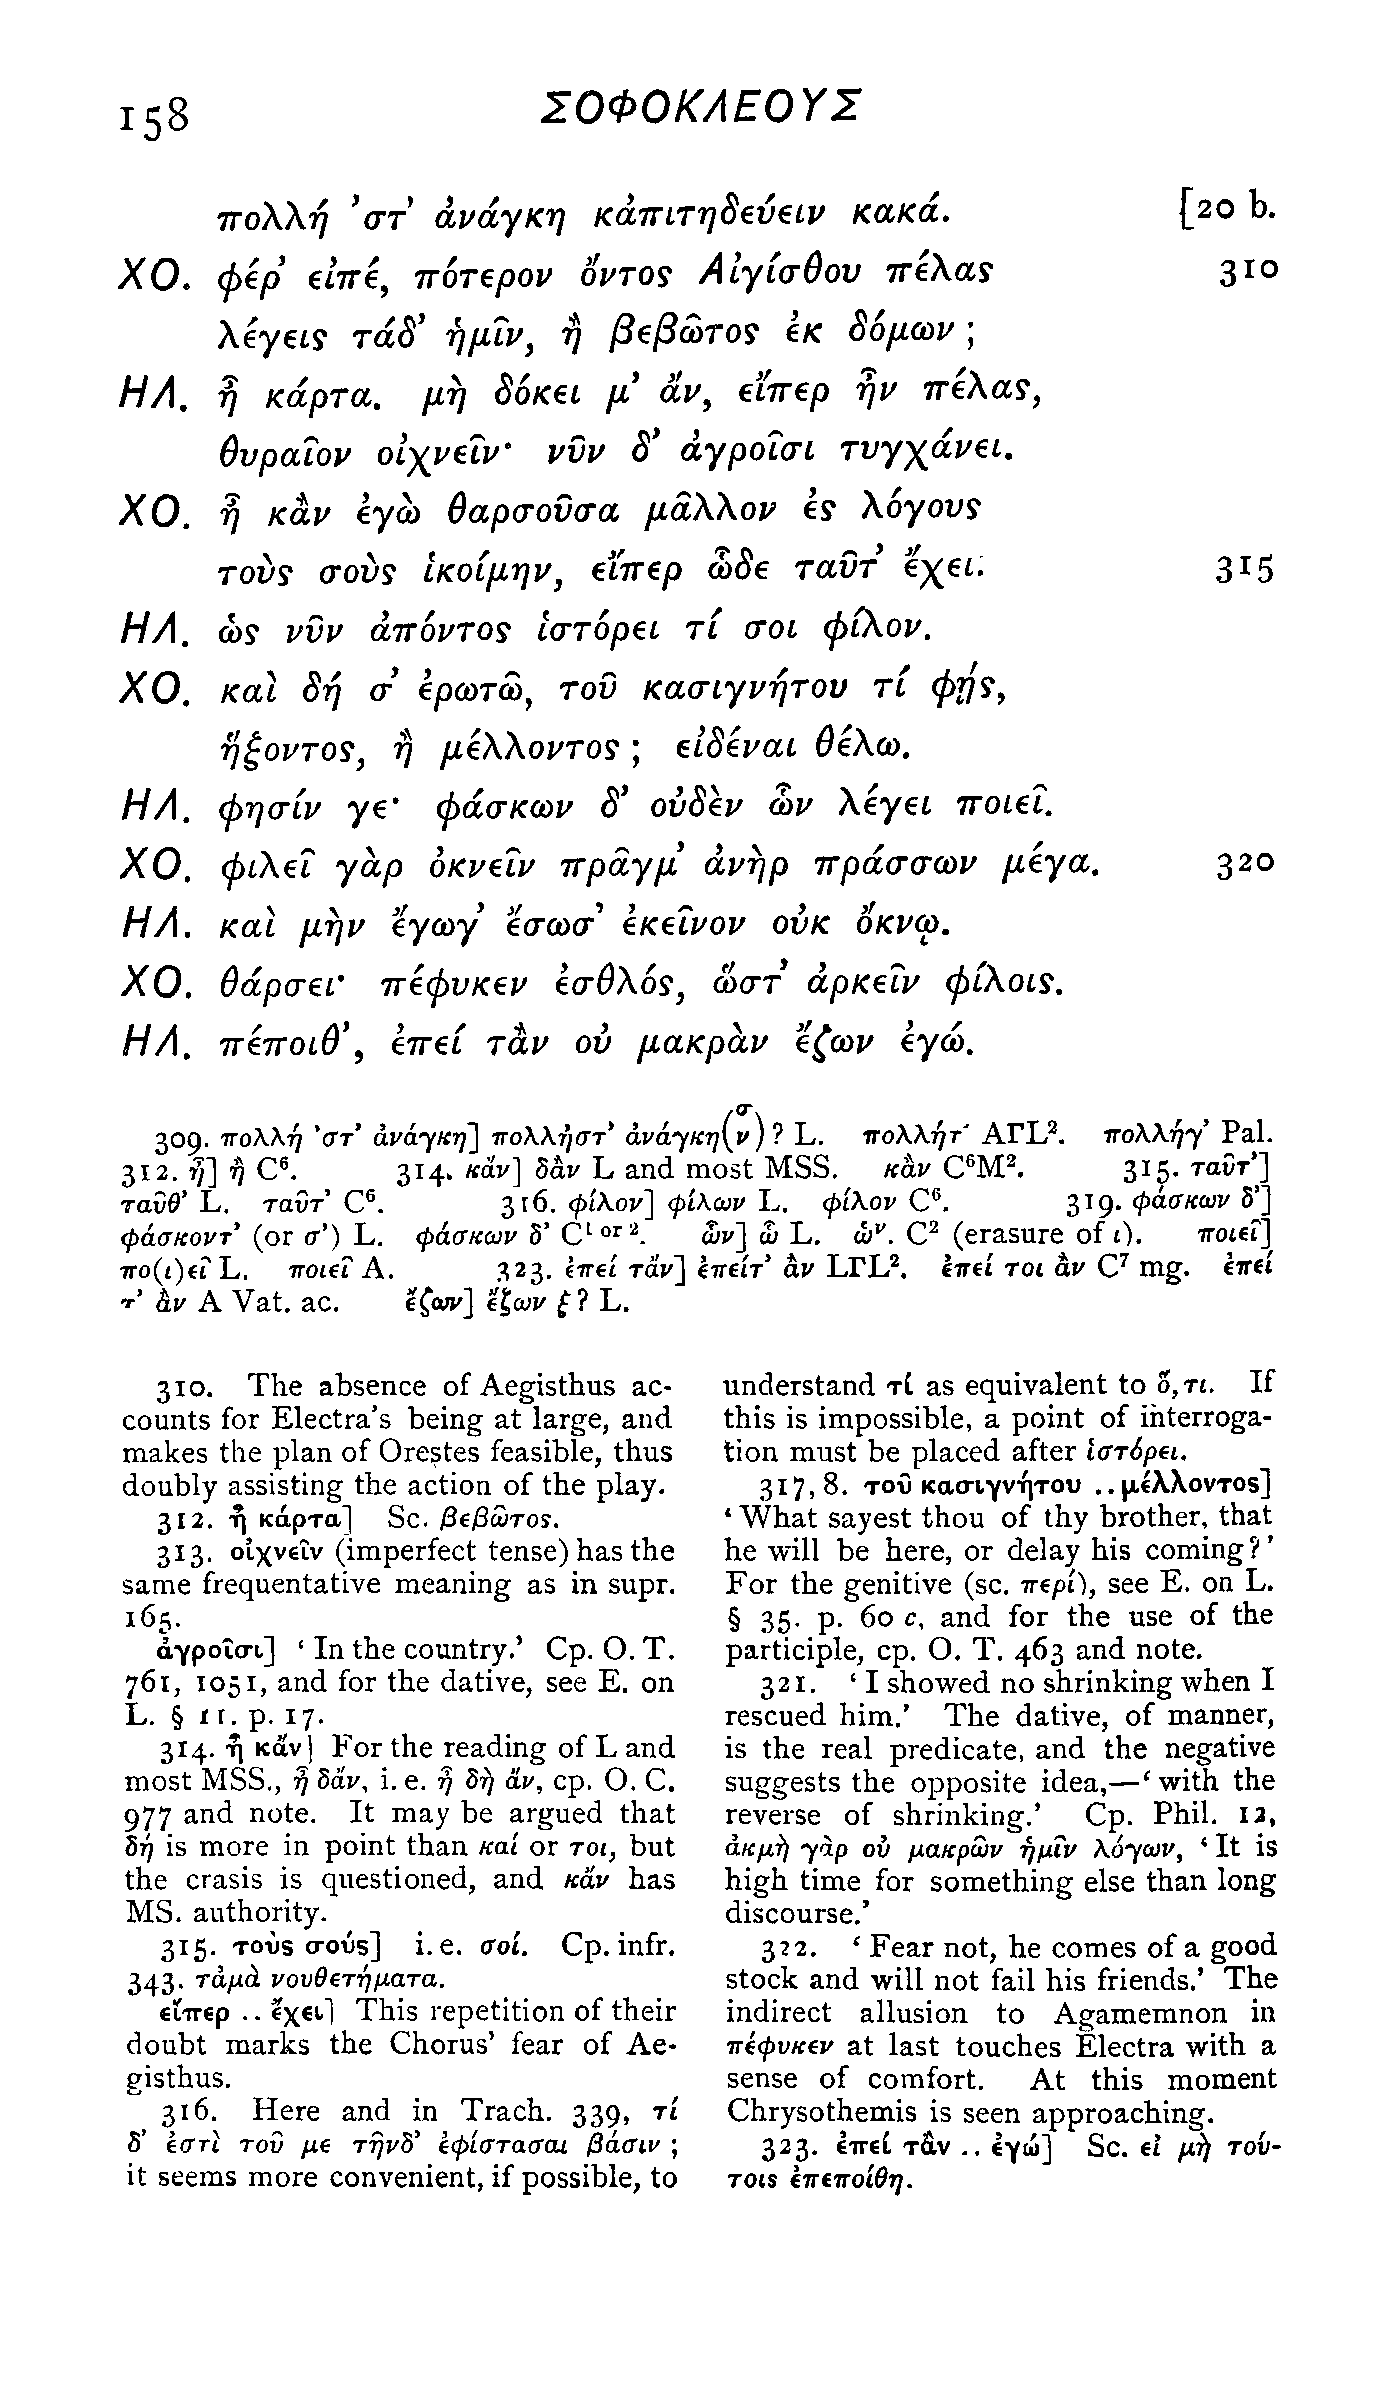 158 ΣΟΦΟΚΛΕΟΥΣ
πολλή ’στ’ ἀνάγκη κἀπιτηδεύειν κακά. [20 b.
ΧΟ. φέρ’ εἰπέ, πότερον ὄντος Αἰγίσθου πέλας 310
λέγεις τάδ’ ἡμῖν, ἢ βεβῶτος ἐκ δόμων ;
ΗΛ. ἦ κάρτα. μὴ δόκει μ’ ἄν, εἴπερ ἦν πέλας,
θυραῖον οἰχνεῖν· νῦν δ’ ἀγροῖσι τυγχάνει.
ΧΟ. ἦ κἂν ἐγὼ θαρσοῦσα μᾶλλον ἐς λόγους
τοὺς σοὺς ἱκοίμην, εἴπερ ὧδε ταῦτ’ ἔχει. 315
ΗΛ. ὡς νῦν ἀπόντος ἱστόρει τί σοι φίλον.
ΧΟ. καὶ δή σ’ ἐρωτῶ, τοῦ κασιγνήτου τί φῄς,
ἥξοντος, ἢ μέλλοντος ; εἰδέναι θέλω.
ΗΛ. φησίν γε· φάσκων δ’ οὐδὲν ὧν λέγει ποιεῖ.
ΧΟ. φιλεῖ γὰρ ὀκνεῖν πρᾶγμ’ ἀνὴρ πράσσων μέγα. 320
ΗΛ. καὶ μὴν ἔγωγ’ ἔσωσ’ ἐκεῖνον οὐκ ὄκνῳ.
ΧΟ. θάρσει· πέφυκεν ἐσθλός, ὥστ’ ἀρκεῖν φίλοις.
ΗΛ. πέποιθ’, ἐπεί τἂν οὐ μακρὰν ἔζων ἐγώ.
309. πολλή ’στ’ ἀνάγκη] πολλὴστ’ ἀνάγκη(ν̑σ) ? L. πολλήτ’ ΑΓL². πολλήγ’ Pal.
312. ἦ] ἢ C⁶. 314. κἄν] δἂν L and most MSS. κἂν C⁶M². 315. ταῦτ’]
ταῦθ’ L. ταῦτ’ C⁶. 316. φίλον] φίλων L. φίλον C⁶. 319. φάσκων δ’]
φάσκοντ’ (or σ’) L. φάσκων δ’ C¹ ᵒʳ ². ὧν] ὦ L. ὠν. C² (erasure of ι). ποιεῖ]
πο(ι)εῖ L. ποιεῖ A. 323. ἐπεί τἄν] ἐπείτ’ ἂν LΓL². ἐπεί τοι ἂν C⁷ mg. ἐπεί
τ’ ἂν A Vat. ac. ἔζων] ἔζων ξ ? L.
310. The absence of Aegisthus ac-
counts for Electra’s being at large, and
makes the plan of Orestes feasible, thus
doubly assisting the action of the play.
312. ἦ κάρτα] Sc. βεβῶτος.
313. οἰχνεῖν (imperfect tense) has the
same frequentative meaning as in supr.
165.
ἀγροῖσι] ‘In the country.’ Cp. O. T.
761, 1051, and for the dative, see E. on
L. § 11. p. 17.
314. ἦ κἄν] For the reading of L and
most MSS., ἦ δἄν, i. e. ἦ δὴ ἄν, cp. O. C.
977 and note. It may be argued that
δή is more in point than καί or τοι, but
the crasis is questioned, and κἄν has
MS. authority.
315. τοὺς σούς] i. e. σοί. Cp. infr.
343. τἀμὰ νουθετήματα.
εἴπερ .. ἔχει] This repetition of their
doubt marks the Chorus’ fear of Ae-
gisthus.
316. Here and in Trach. 339, τί
δ’ ἐστὶ τοῦ με τῆνδ’ ἐφίστασαι βάσιν ;
it seems more convenient, if possible, to
understand τί as equivalent to ὅ,τι. If
this is impossible, a point of interroga-
tion must be placed after ἱστόρει.
317, 8. τοῦ κασιγνήτου .. μέλλοντος]
‘What sayest thou of thy brother, that
he will be here, or delay his coming?’
For the genitive (sc. περί), see E. on L.
§ 35. p. 60 c, and for the use of the
participle, cp. O. T. 463 and note.
321. ‘I showed no shrinking when I
rescued him.’ The dative, of manner,
is the real predicate, and the negative
suggests the opposite idea,—‘with the
reverse of shrinking.’ Cp. Phil. 12,
ἀκμὴ γὰρ οὐ μακρῶν ἡμῖν λόγων, ‘It is
high time for something else than long
discourse.’
322. ‘Fear not, he comes of a good
stock and will not fail his friends.’ The
indirect allusion to Agamemnon in
πέφυκεν at last touches Electra with a
sense of comfort. At this moment
Chrysothemis is seen approaching.
323. ἐπεί τἂν .. ἐγώ] Sc. εἰ μὴ τού-
τοις ἐπεποίθη.